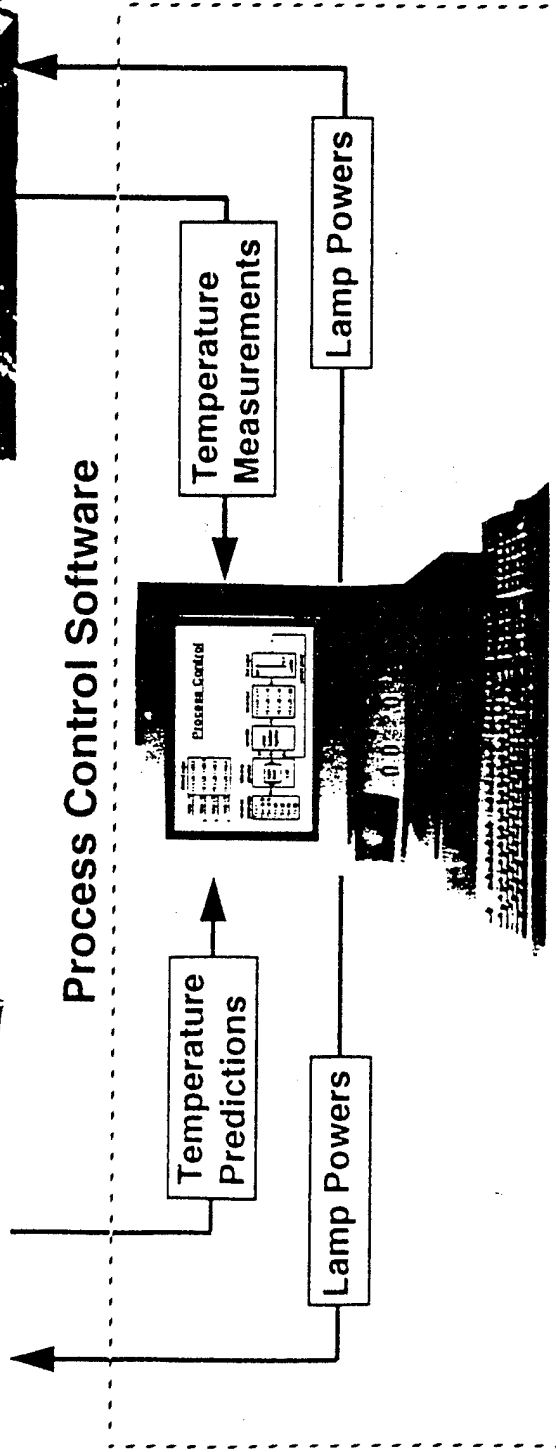 Process Control Software
Temperature
Predictions
Lamp Powers
Process Control
Temperature
Measurements
Lamp Powers